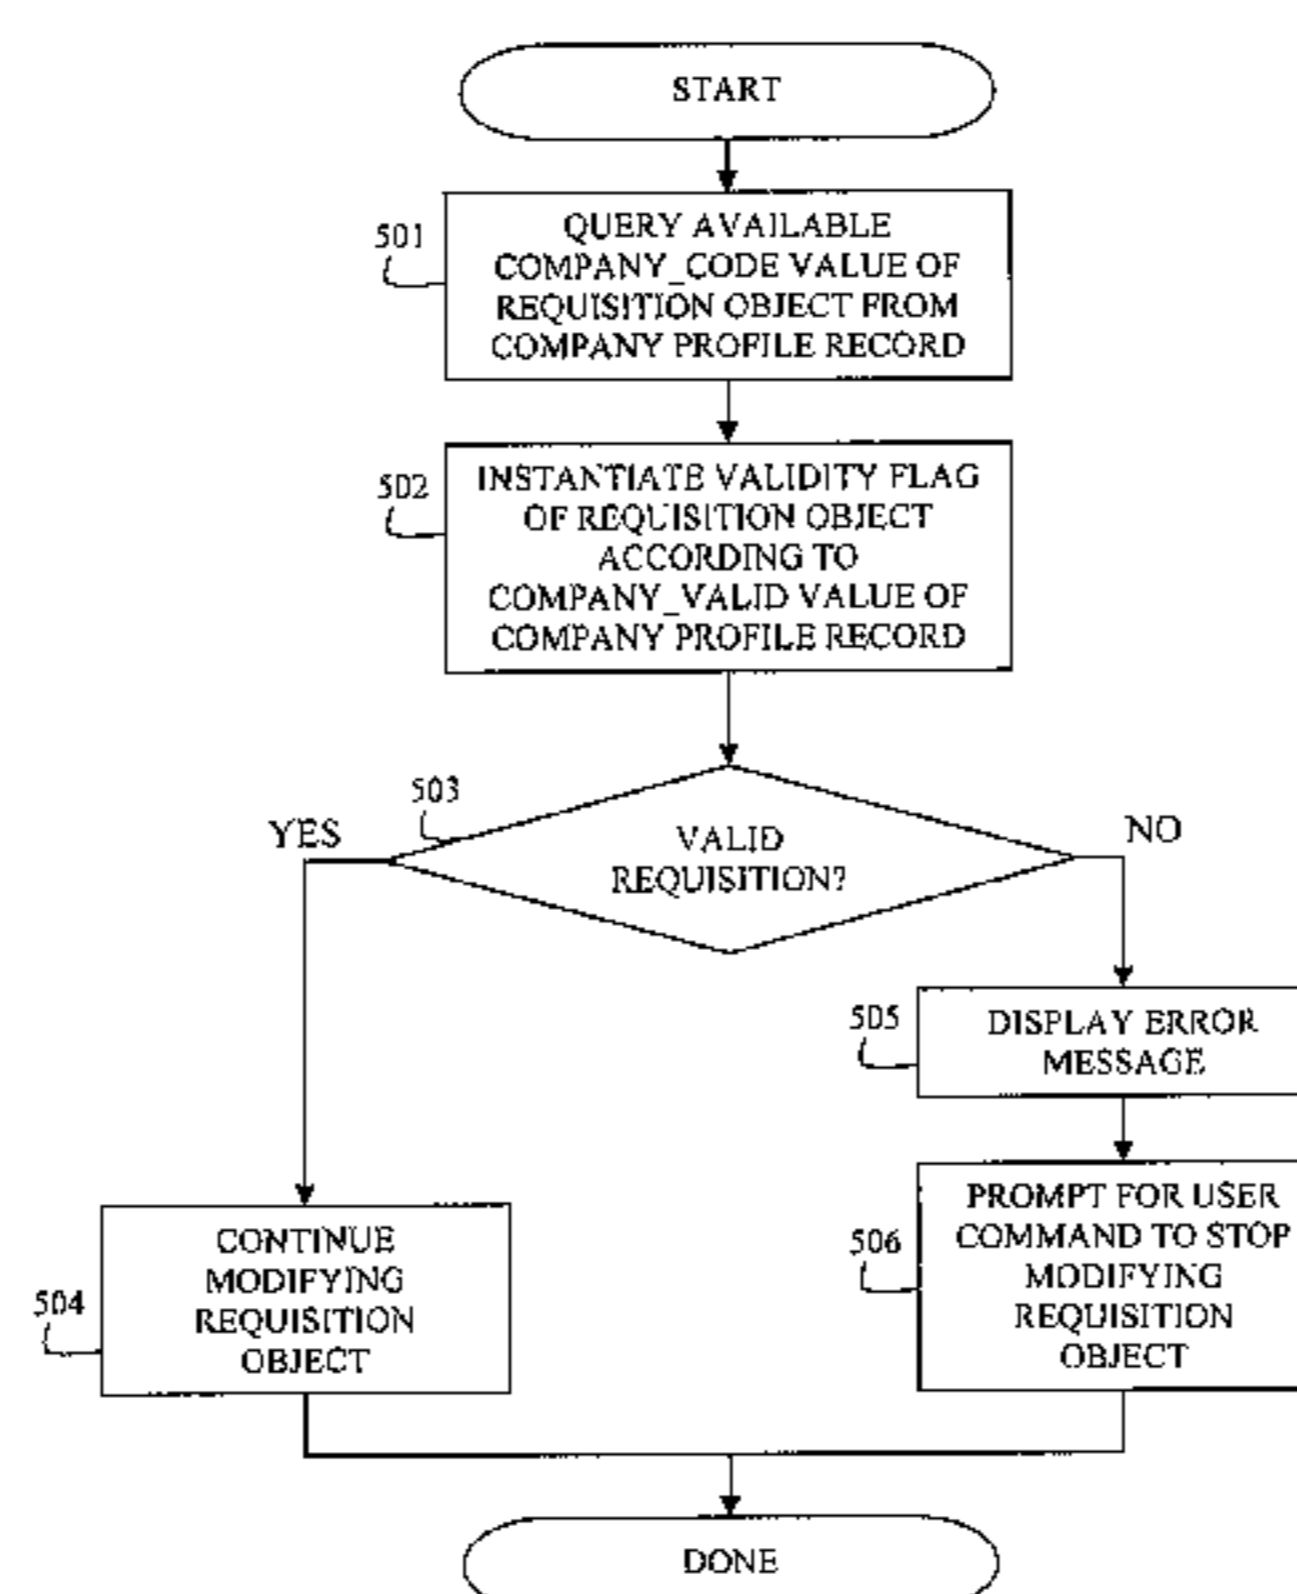 START
501
QUERY AVAILABLE
COMPANY_CODE VALUE OF
REQUISITION OBJECT FROM
COMPANY PROFILE RECORD
502
INSTANTIATE VALIDITY FLAG
OF REQUISITION OBJECT
ACCORDING TO
COMPANY_VALID VALUE OF
COMPANY PROFILE RECORD
503
YES
VALID
REQUISITION?
NO
505
DISPLAY ERROR
MESSAGE
506
PROMPT FOR USER
COMMAND TO STOP
MODIFYING
REQUISITION
OBJECT
504
CONTINUE
MODIFYING
REQUISITION
OBJECT
DONE